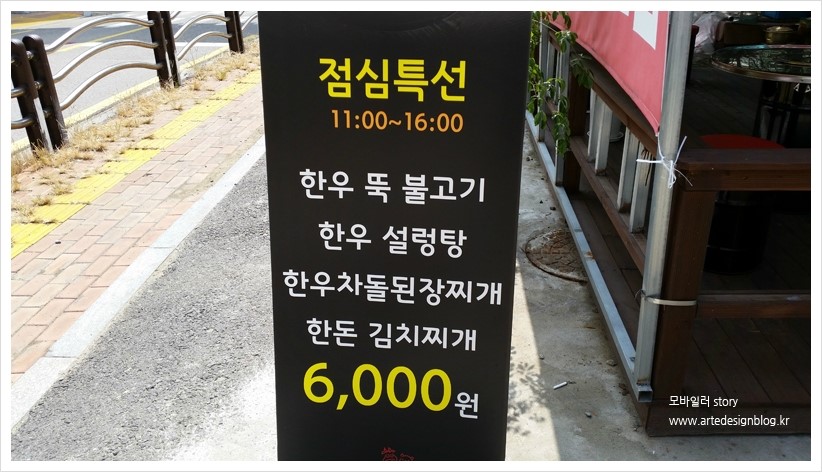 점심특선
11:00~16:00
한우 뚝 불고기
한우 설렁탕
한우차돌된장찌개
한돈 김치찌개
6,000원
모바일러 story
www.artedesignblog.kr